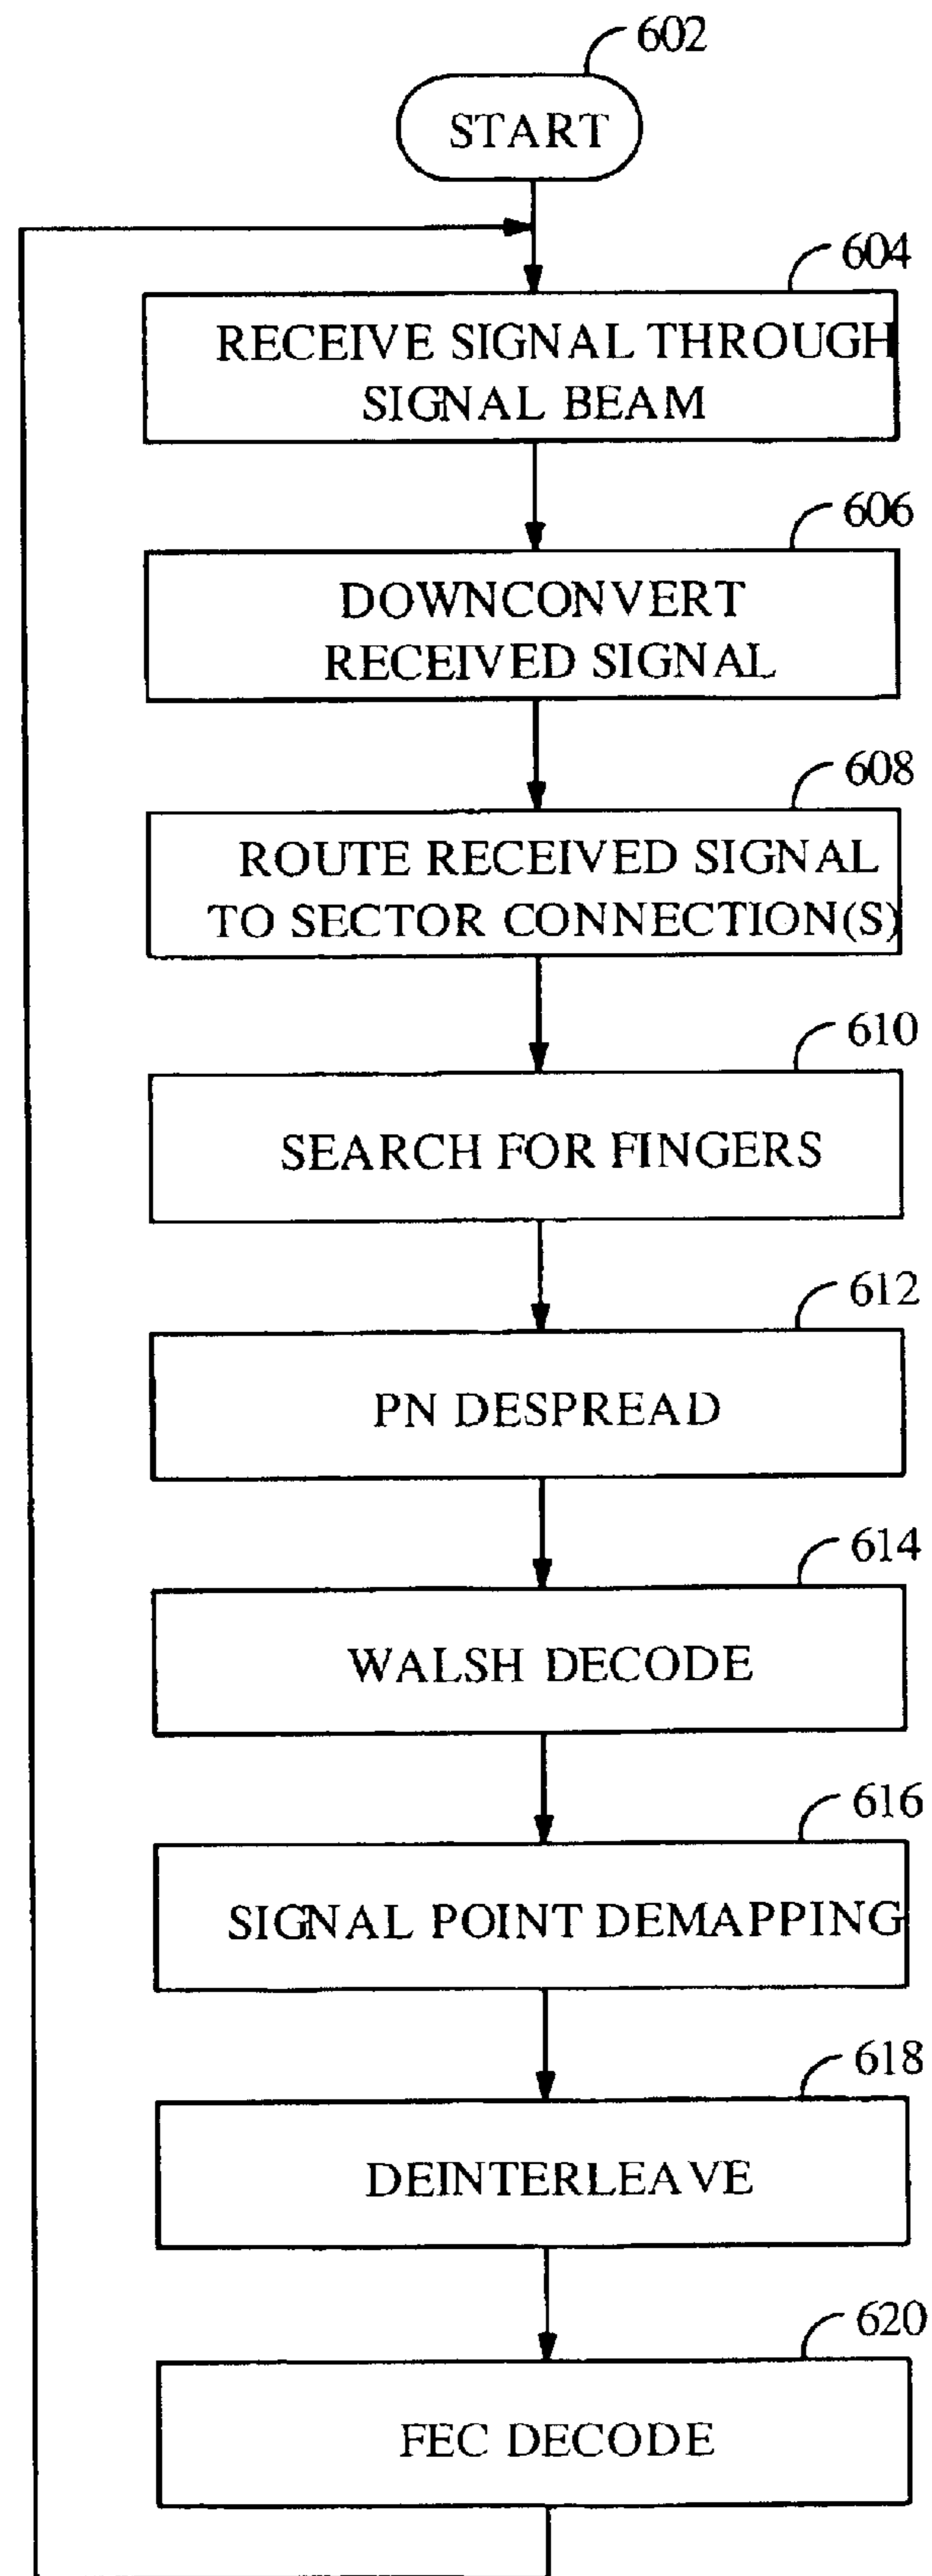 602
START
604
RECEIVE SIGNAL THROUGH
SIGNAL BEAM
606
DOWNCONVERT
RECEIVED SIGNAL
608
ROUTE RECEIVED SIGNAL
TO SECTOR CONNECTION(S)
610
SEARCH FOR FINGERS
612
PN DESPREAD
614
WALSH DECODE
616
SIGNAL POINT DEMAPPING
618
DEINTERLEAVE
620
FEC DECODE